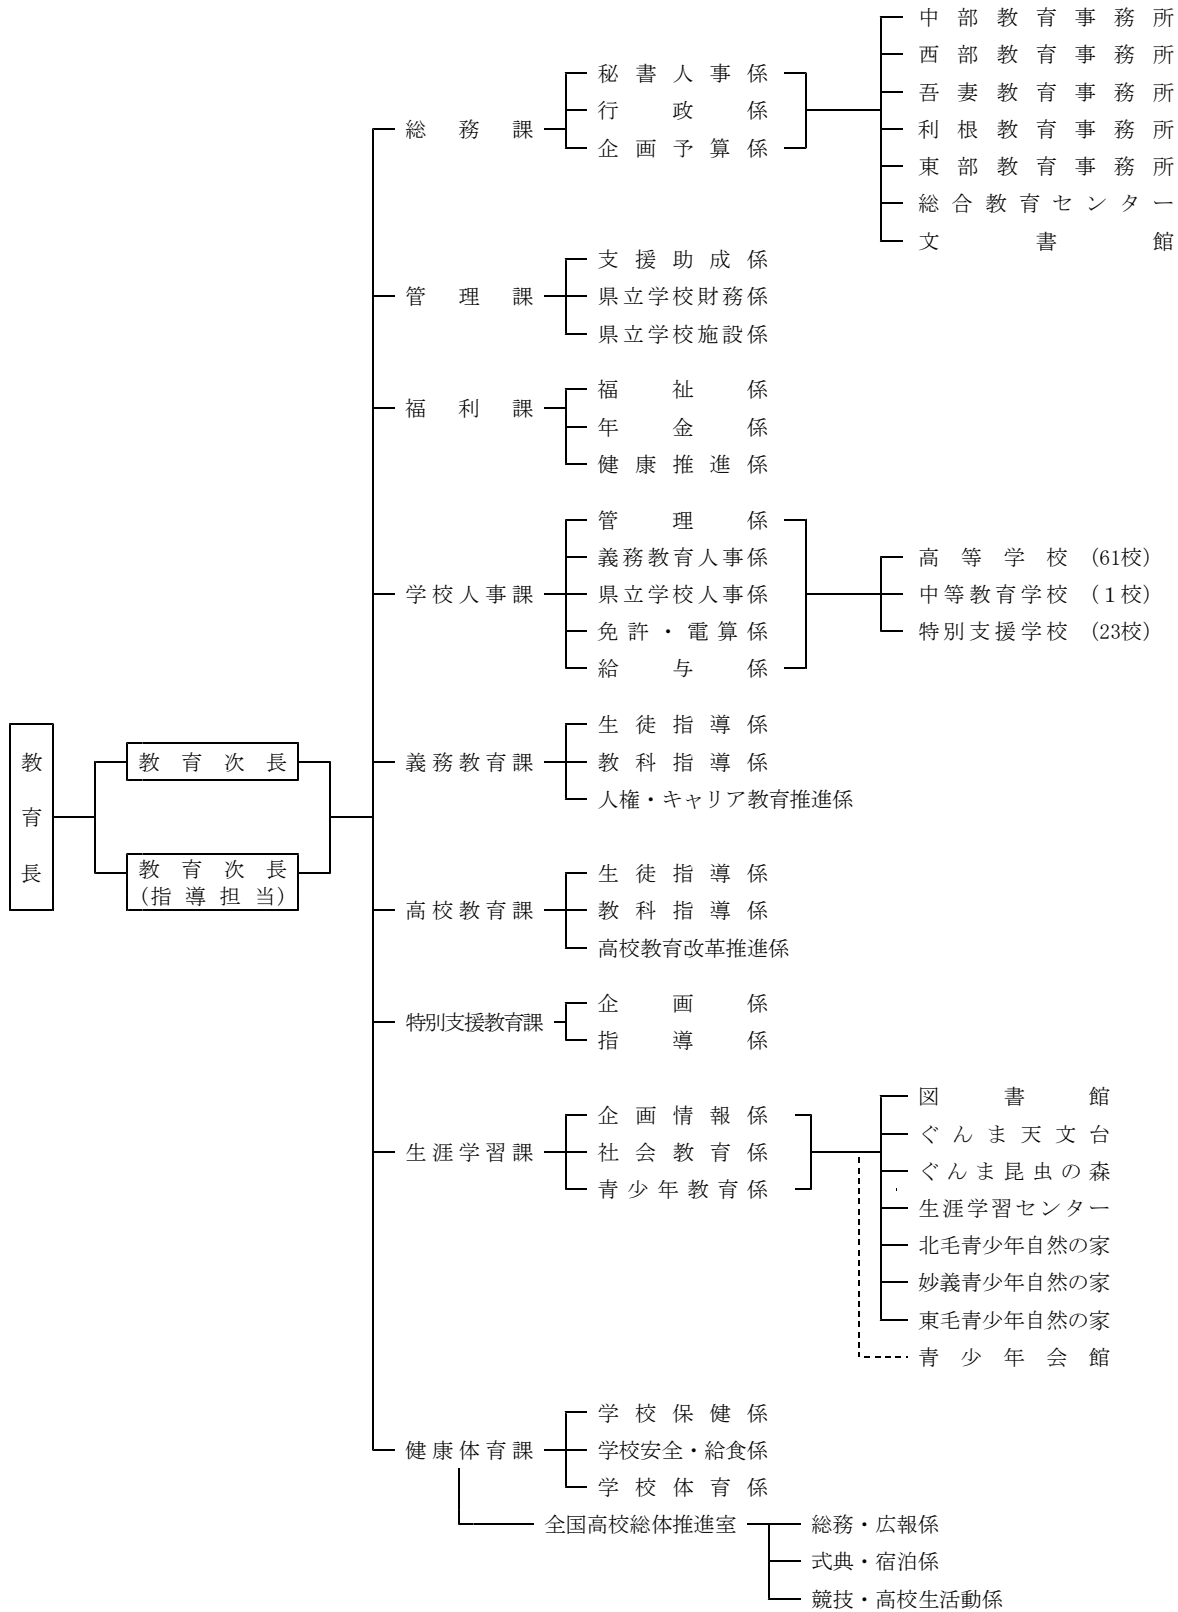 教育長
教育次長
教育次長
（指導担当）
総務課
秘書人事係
行政係
企画予算係
中部教育事務所
西部教育事務所
吾妻教育事務所
利根教育事務所
東部教育事務所
総合教育センター
文書館
管理課
支援助成係
県立学校財務係
県立学校施設係
福利課
福祉係
年金係
健康推進係
学校人事課
管理係
義務教育人事係
県立学校人事係
免許・電算係
給与係
高等学校（61校）
中等教育学校（１校）
特別支援学校（23校）
義務教育課
生徒指導係
教科指導係
人権・キャリア教育推進係
高校教育課
生徒指導係
教科指導係
高校教育改革推進係
特別支援教育課
企画係
指導係
生涯学習課
企画情報係
社会教育係
青少年教育係
図書館
ぐんま天文台
ぐんま昆虫の森
生涯学習センター
北毛青少年自然の家
妙義青少年自然の家
東毛青少年自然の家
青少年会館
健康体育課
学校保健係
学校安全・給食係
学校体育係
全国高校総体推進室
総務・広報係
式典・宿泊係
競技・高校生活動係